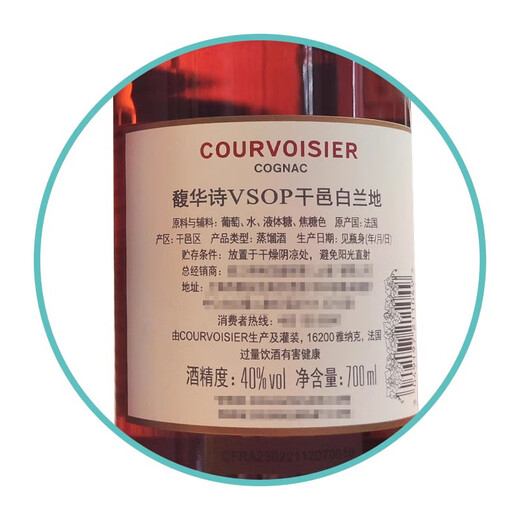 COURVOISIER
COGNAC
馥华诗VSOP干邑白兰地
原料与辅料：葡萄、水、液体糖、焦糖色 原产国：法国
产区：干邑区 产品类型：蒸馏酒 生产日期：见瓶身(年/月/日)
贮存条件：放置于干燥阴凉处，避免阳光直射
总经销商：
地址：
消费者热线：
由COURVOISIER生产及灌装，16200雅纳克，法国
过量饮酒有害健康
酒精度：40%vol 净含量：700ml